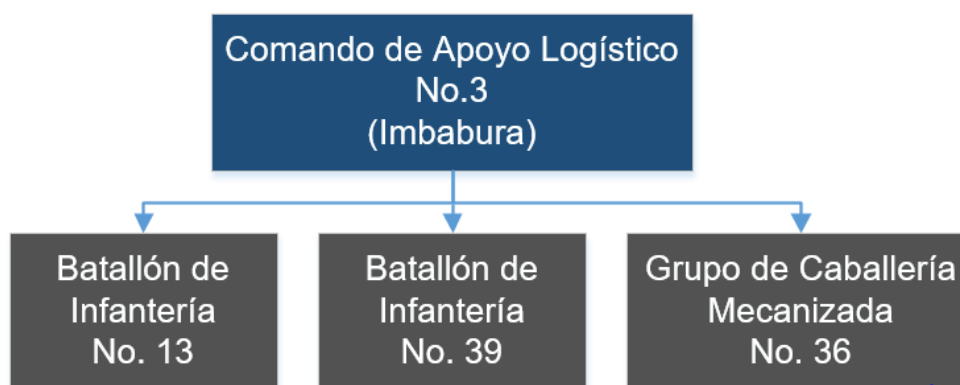 Comando de Apoyo Logístico
No.3
(Imbabura)
Batallón de
Infantería
No. 13
Batallón de
Infantería
No. 39
Grupo de Caballería
Mecanizada
No. 36